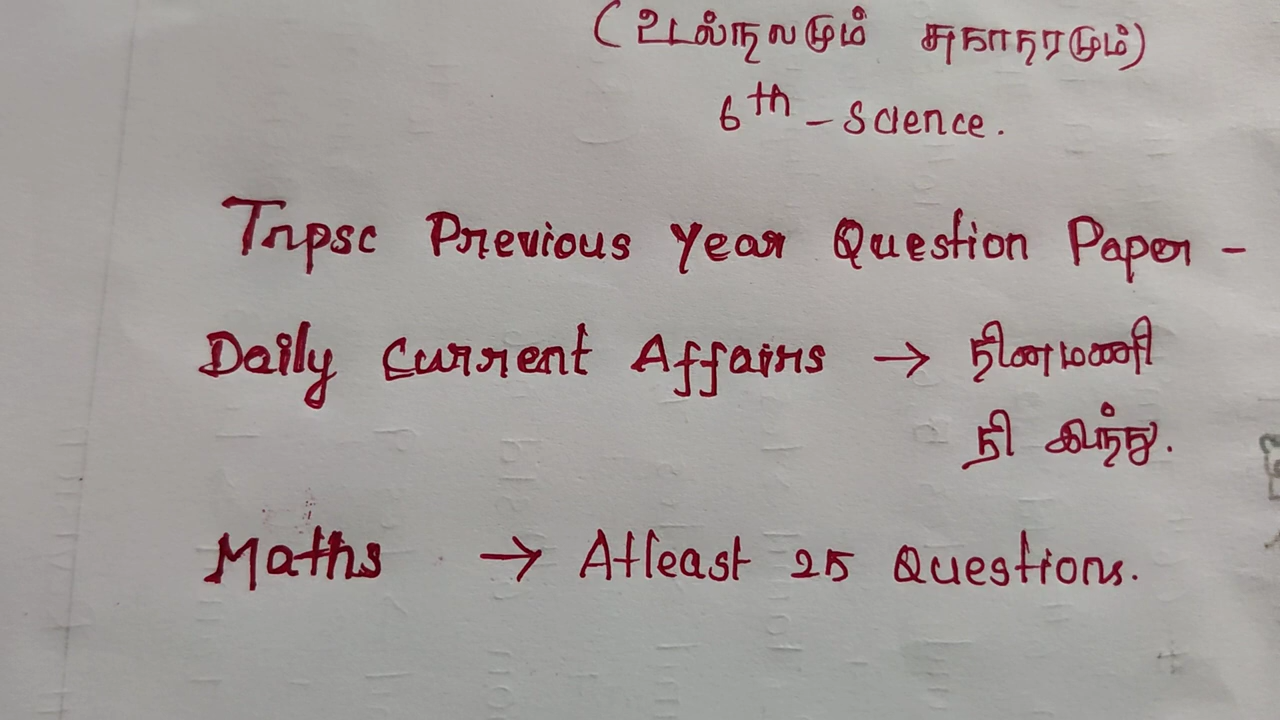 (உடல்நலமும் சுகாதாரமும்)
6th - Science.
Tnpsc Previous Year Question Paper -
Daily Current Affairs → தினமணி
தி இந்து.
Maths → Atleast 25 Questions.